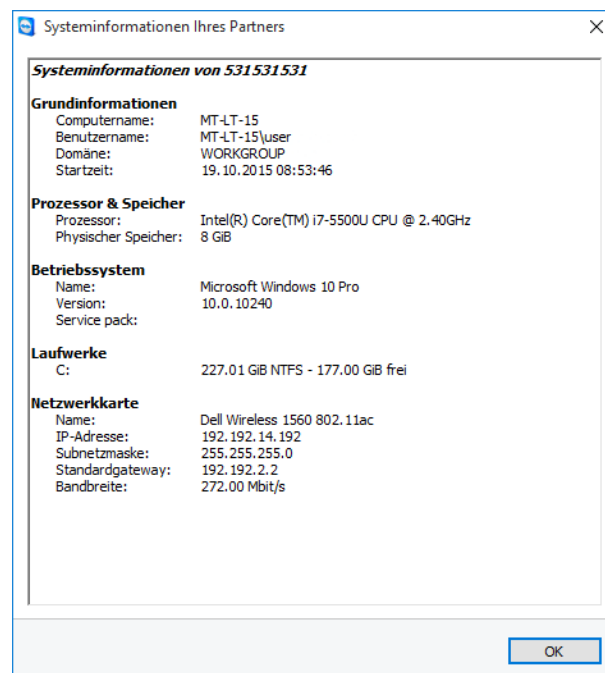 Systeminformationen Ihres Partners
Systeminformationen von 531531531
Grundinformationen
Computername: MT-LT-15
Benutzername: MT-LT-15\user
Domäne: WORKGROUP
Startzeit: 19.10.2015 08:53:46
Prozessor & Speicher
Prozessor: Intel(R) Core(TM) i7-5500U CPU @ 2.40GHz
Physischer Speicher: 8 GiB
Betriebssystem
Name: Microsoft Windows 10 Pro
Version: 10.0.10240
Service pack:
Laufwerke
C: 227.01 GiB NTFS - 177.00 GiB frei
Netzwerkkarte
Name: Dell Wireless 1560 802.11ac
IP-Adresse: 192.192.14.192
Subnetzmaske: 255.255.255.0
Standardgateway: 192.192.2.2
Bandbreite: 272.00 Mbit/s
OK